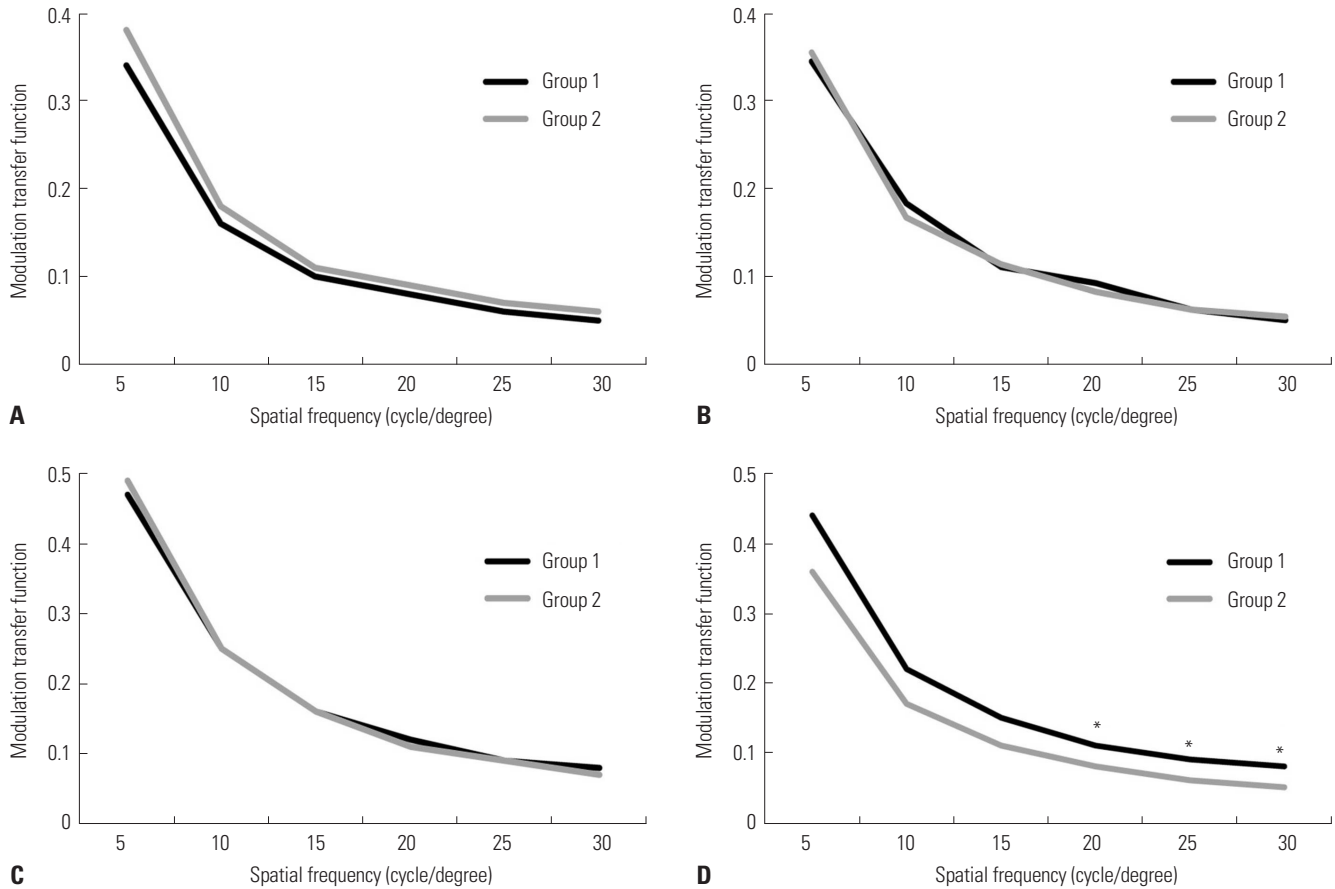 0.4
0.3
0.2
0.1
0
Modulation transfer function
Group 1
Group 2
5 10 15 20 25 30
Spatial frequency (cycle/degree)
A
0.4
0.3
0.2
0.1
0
Modulation transfer function
Group 1
Group 2
5 10 15 20 25 30
Spatial frequency (cycle/degree)
B
0.5
0.4
0.3
0.2
0.1
0
Modulation transfer function
Group 1
Group 2
5 10 15 20 25 30
Spatial frequency (cycle/degree)
C
0.5
0.4
0.3
0.2
0.1
0
Modulation transfer function
Group 1
Group 2
* * *
5 10 15 20 25 30
Spatial frequency (cycle/degree)
D